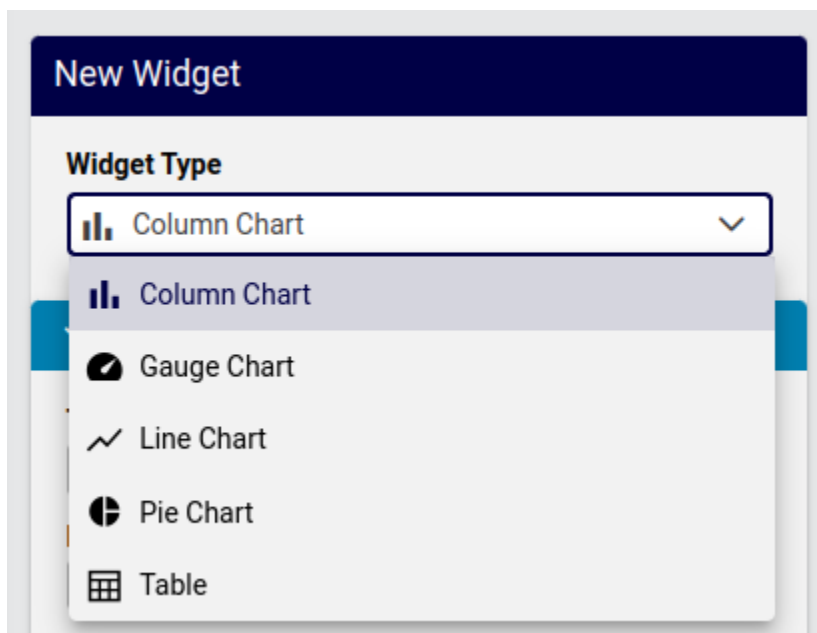 New Widget
Widget Type
Column Chart
Column Chart
Gauge Chart
Line Chart
Pie Chart
Table